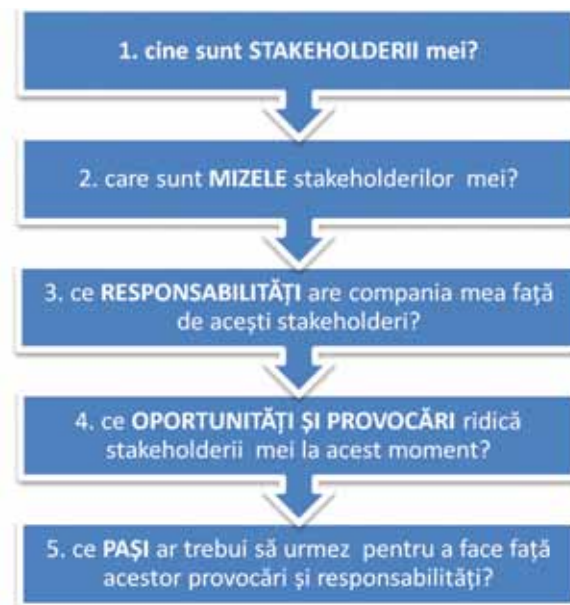 1. cine sunt STAKEHOLDERII mei?
2. care sunt MIZELE stakeholderilor mei?
3. ce RESPONSABILITĂȚI are compania mea față
de acești stakeholderi?
4. ce OPORTUNITĂȚI ȘI PROVOCĂRI ridică
stakeholderii mei la acest moment?
5. ce PAȘI ar trebui să urmez pentru a face față
acestor provocări și responsabilități?